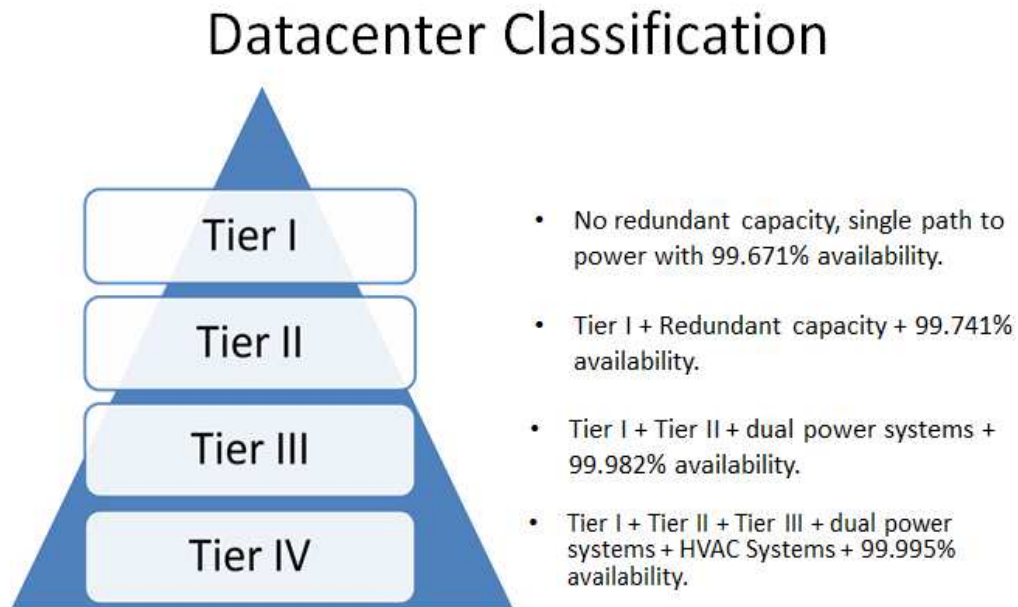 Datacenter Classification
Tier I
• No redundant capacity, single path to
power with 99.671% availability.
Tier II
• Tier I + Redundant capacity + 99.741%
availability.
Tier III
• Tier I + Tier II + dual power systems +
99.982% availability.
Tier IV
• Tier I + Tier II + Tier III + dual power
systems + HVAC Systems + 99.995%
availability.